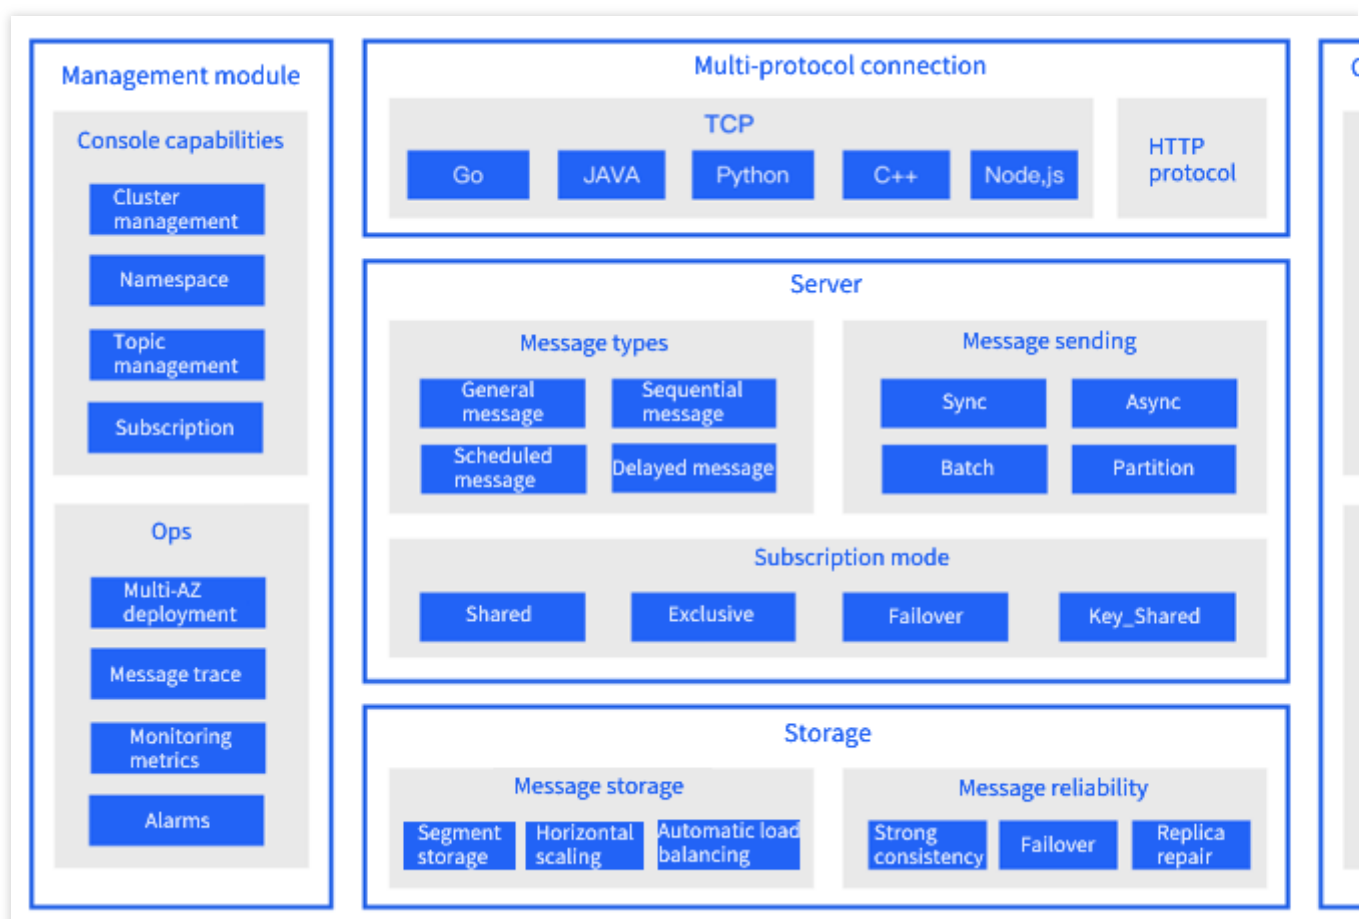 Management module
Console capabilities
Cluster
management
Namespace
Topic
management
Subscription
Ops
Multi-AZ
deployment
Message trace
Monitoring
metrics
Alarms
Multi-protocol connection
TCP
Go
JAVA
Python
C++
Node,js
HTTP
protocol
Server
Message types
General
message
Sequential
message
Scheduled
message
Delayed message
Message sending
Sync
Async
Batch
Partition
Subscription mode
Shared
Exclusive
Failover
Key_Shared
Storage
Message storage
Segment
storage
Horizontal
scaling
Automatic load
balancing
Message reliability
Strong
consistency
Failover
Replica
repair